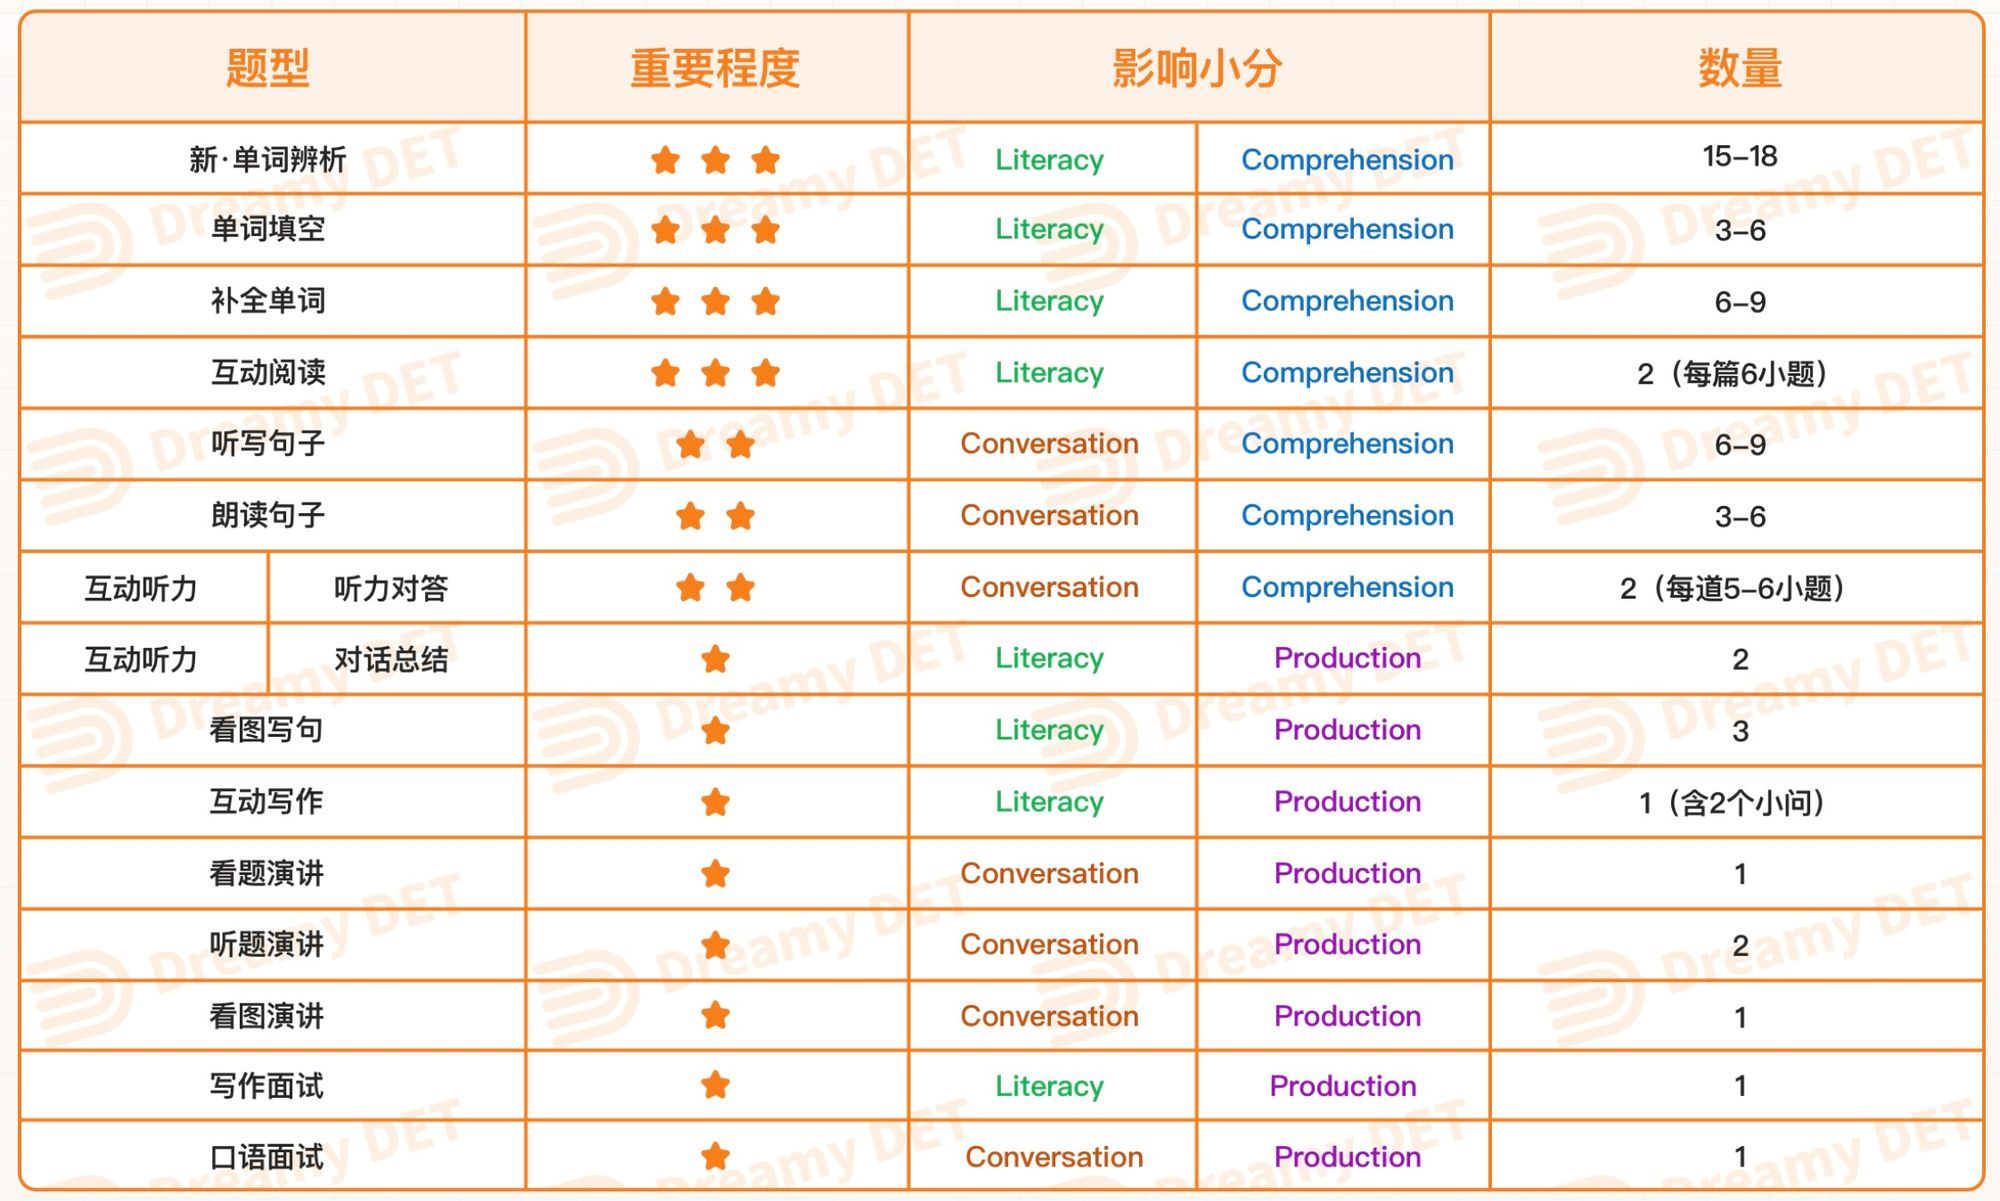 题型 重要程度 影响小分 数量
新·单词辨析 Literacy Comprehension 15–18
单词填空 Literacy Comprehension 3–6
补全单词 Literacy Comprehension 6–9
互动阅读 Literacy Comprehension 2（每篇6小题）
听写句子 Conversation Comprehension 6–9
朗读句子 Conversation Comprehension 3–6
互动听力 听力对答 Conversation Comprehension 2（每道5–6小题）
互动听力 对话总结 Literacy Production 2
看图写句 Literacy Production 3
互动写作 Literacy Production 1（含2个小问）
看题演讲 Conversation Production 1
听题演讲 Conversation Production 2
看图演讲 Conversation Production 1
写作面试 Literacy Production 1
口语面试 Conversation Production 1
Dreamy DET